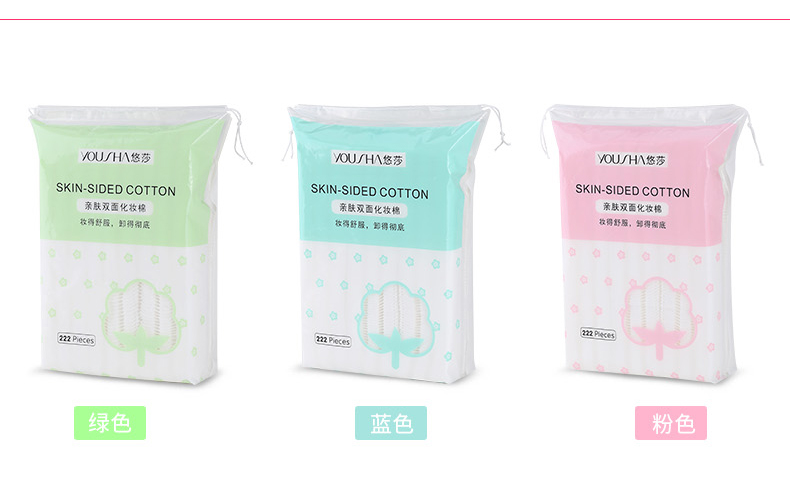 YOUSHA悠莎
SKIN-SIDED COTTON
亲肤双面化妆棉
妆得舒服，卸得彻底
222 Pieces
绿色
YOUSHA悠莎
SKIN-SIDED COTTON
亲肤双面化妆棉
妆得舒服，卸得彻底
222 Pieces
蓝色
YOUSHA悠莎
SKIN-SIDED COTTON
亲肤双面化妆棉
妆得舒服，卸得彻底
222 Pieces
粉色